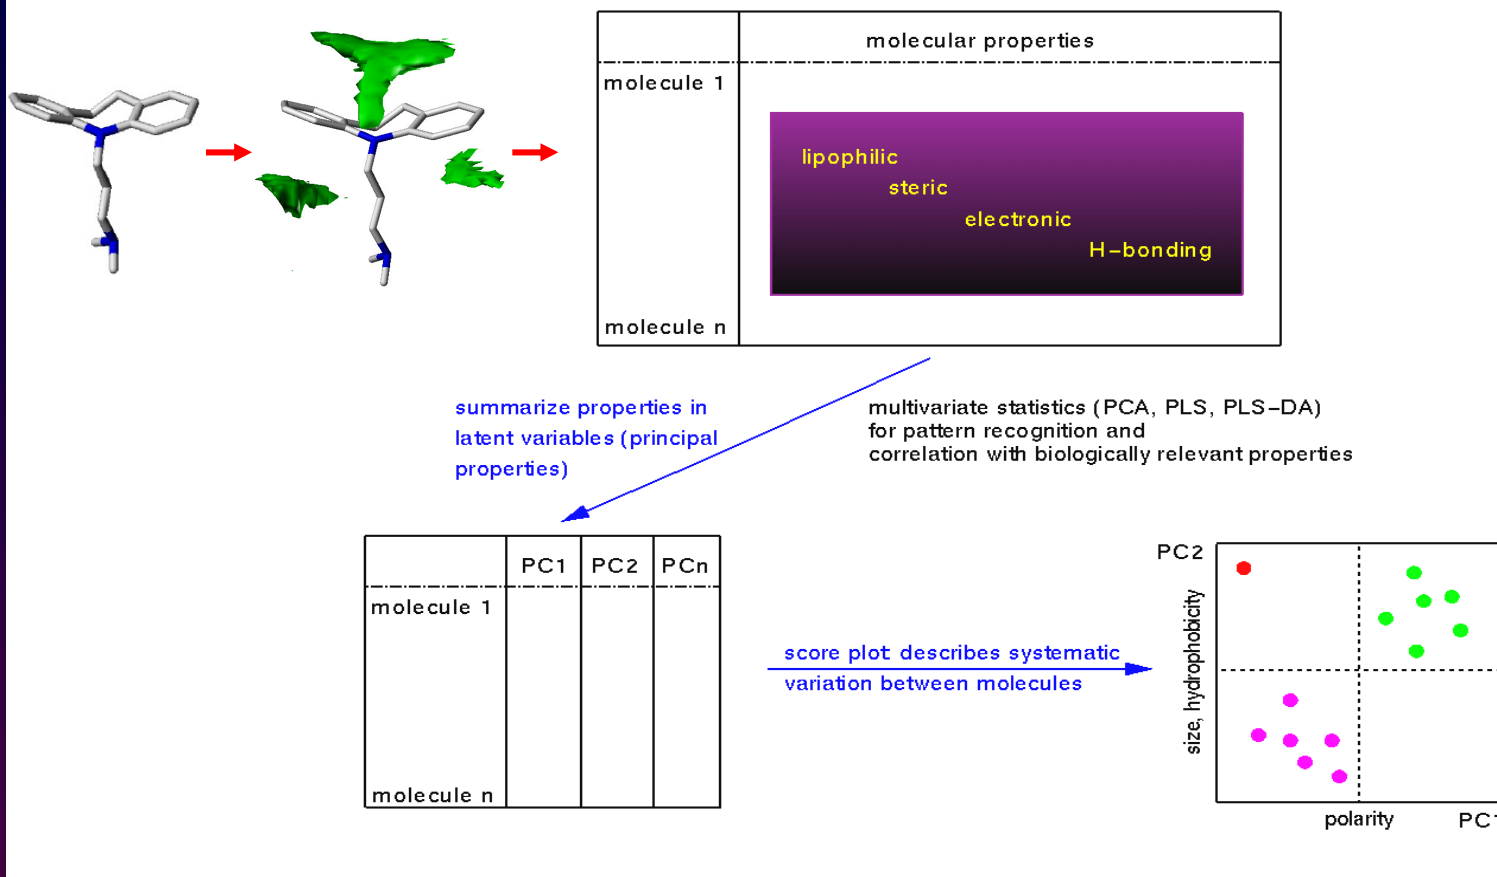 molecular properties
molecule 1
lipophilic
steric
electronic
H-bonding
molecule n
summarize properties in
latent variables (principal
properties)
multivariate statistics (PCA, PLS, PLS-DA)
for pattern recognition and
correlation with biologically relevant properties
PC1 PC2 PCn
molecule 1
molecule n
score plot: describes systematic
variation between molecules
PC2
size, hydrophobicity
polarity
PC1